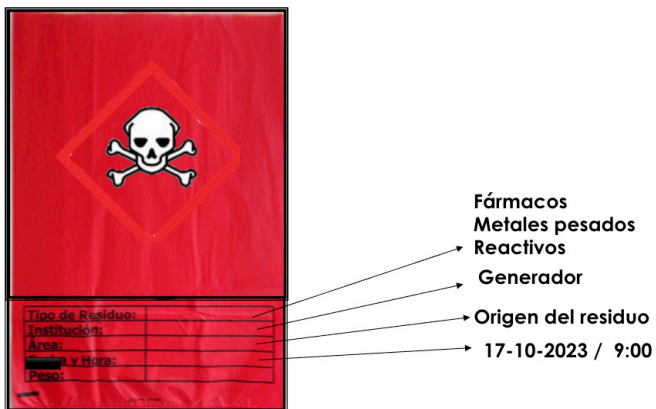 Fármacos
Metales pesados
Reactivos
Generador
Origen del residuo
17-10-2023 / 9:00
Tipo de Residuo:
Institución:
Área:
y Hora:
Peso: